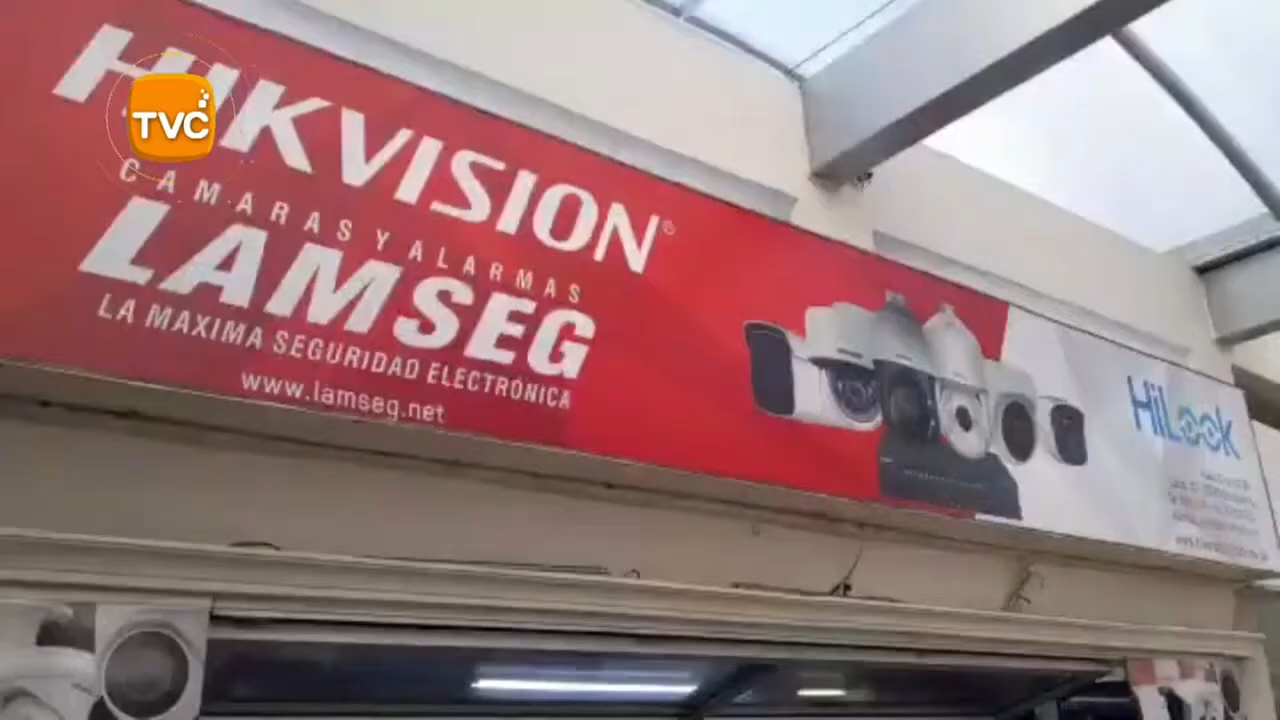 TVC
HIKVISION®
CAMARAS Y ALARMAS
LAMSEG
LA MAXIMA SEGURIDAD ELECTRÓNICA
www.lamseg.net
HiLook